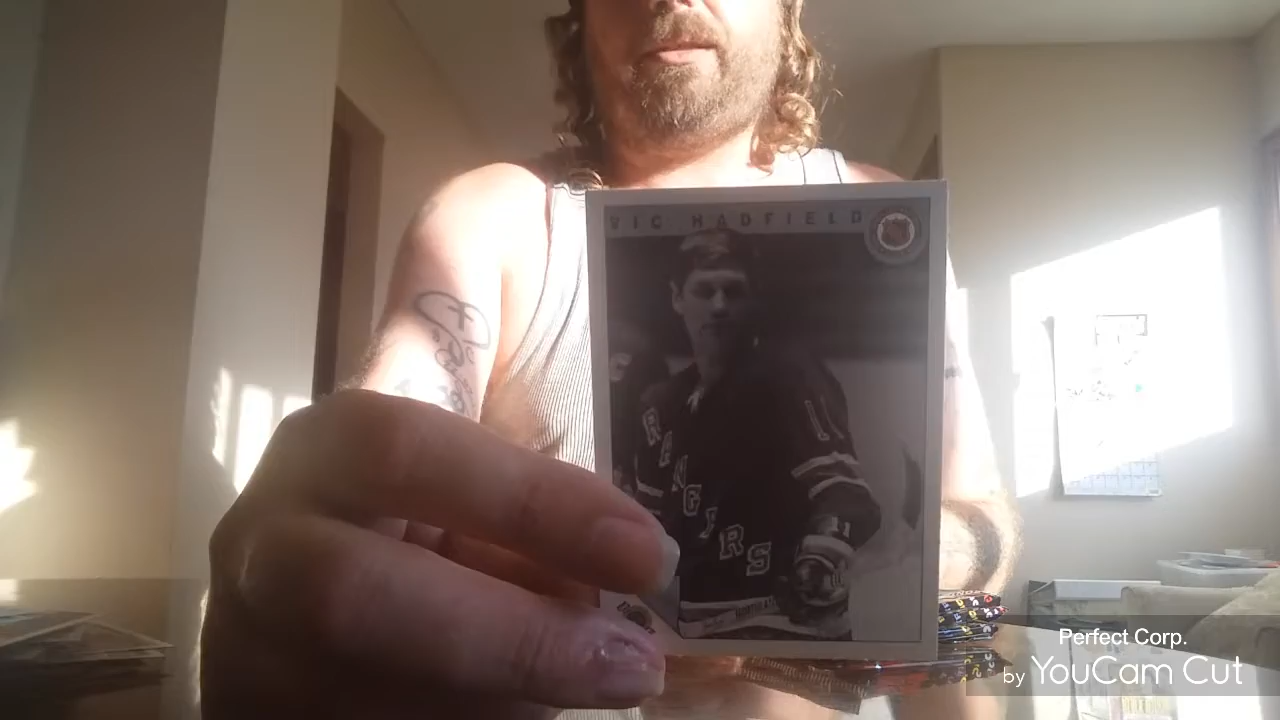 VIC HADFIELD
11
RANGERS
Perfect Corp.
by YouCam Cut